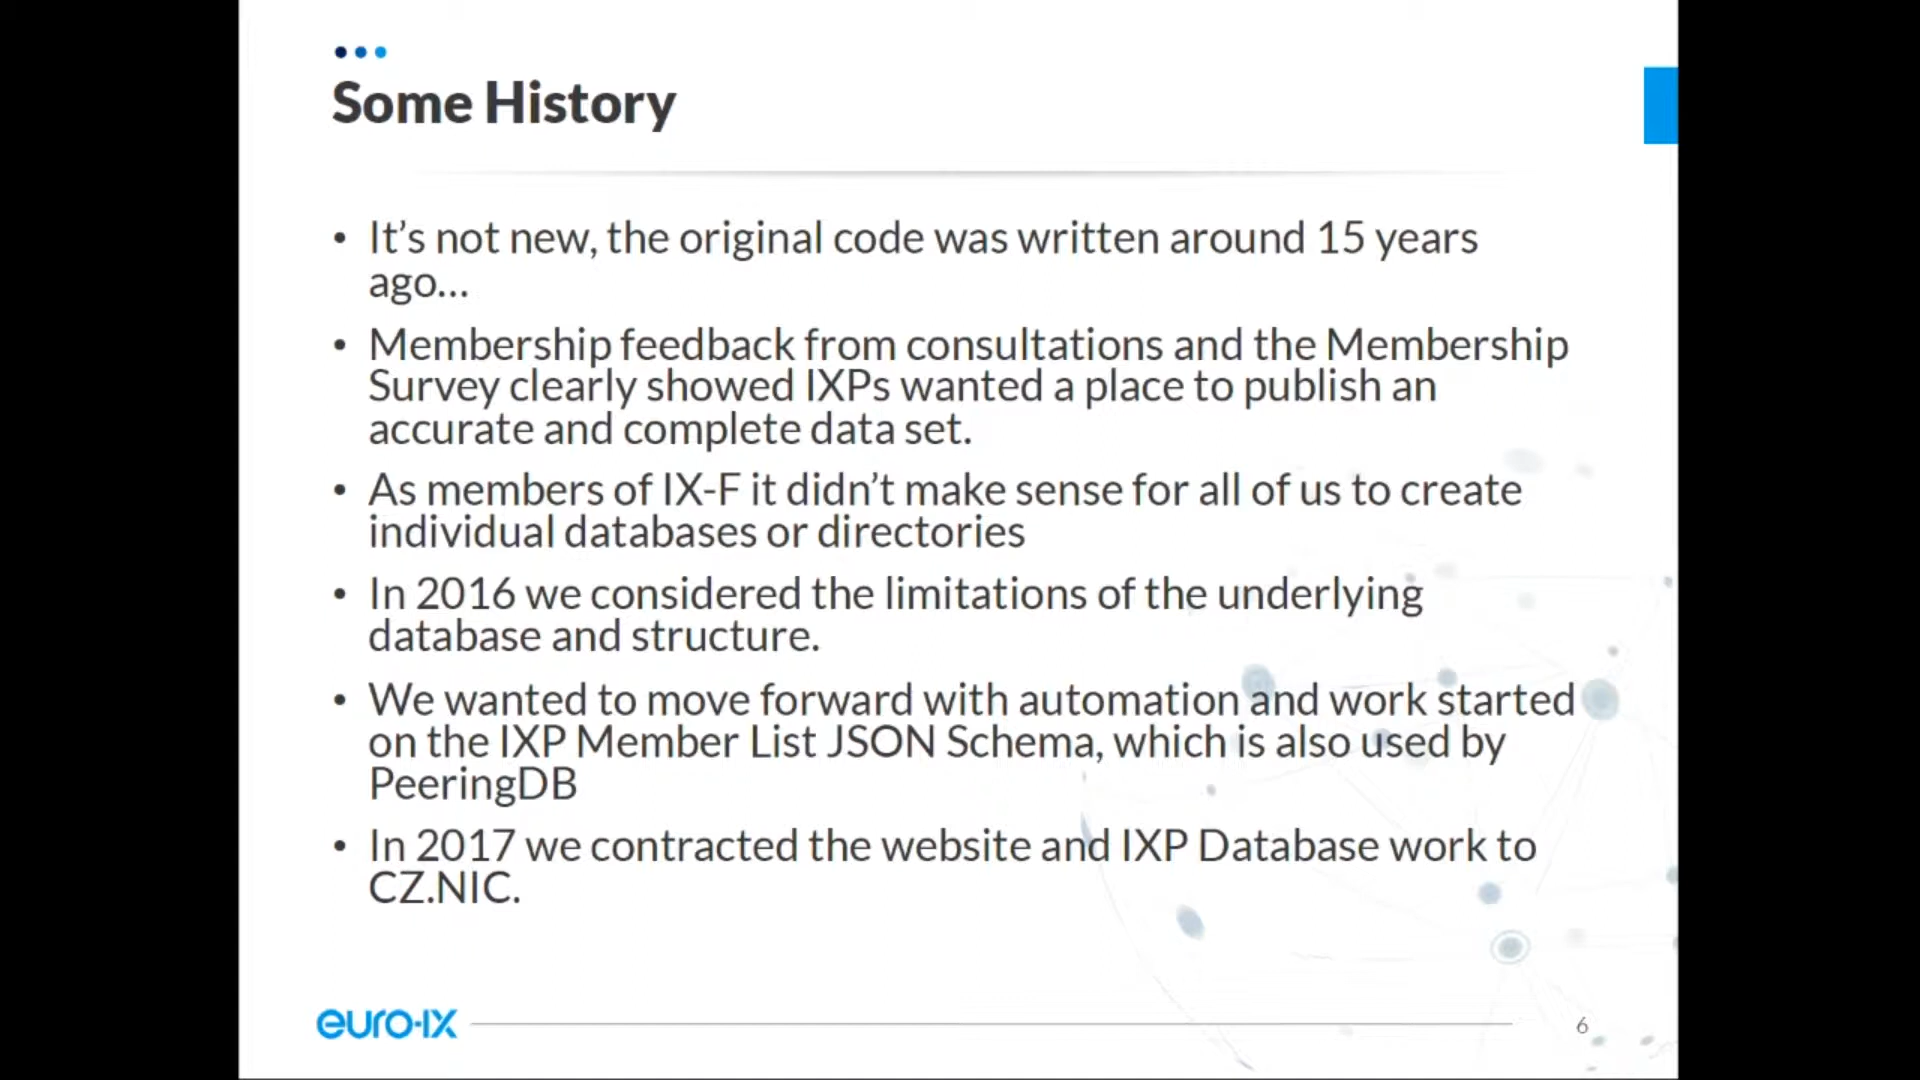 Some History
• It’s not new, the original code was written around 15 years
ago…
• Membership feedback from consultations and the Membership
Survey clearly showed IXPs wanted a place to publish an
accurate and complete data set.
• As members of IX-F it didn’t make sense for all of us to create
individual databases or directories
• In 2016 we considered the limitations of the underlying
database and structure.
• We wanted to move forward with automation and work started
on the IXP Member List JSON Schema, which is also used by
PeeringDB
• In 2017 we contracted the website and IXP Database work to
CZ.NIC.
euro-IX
6